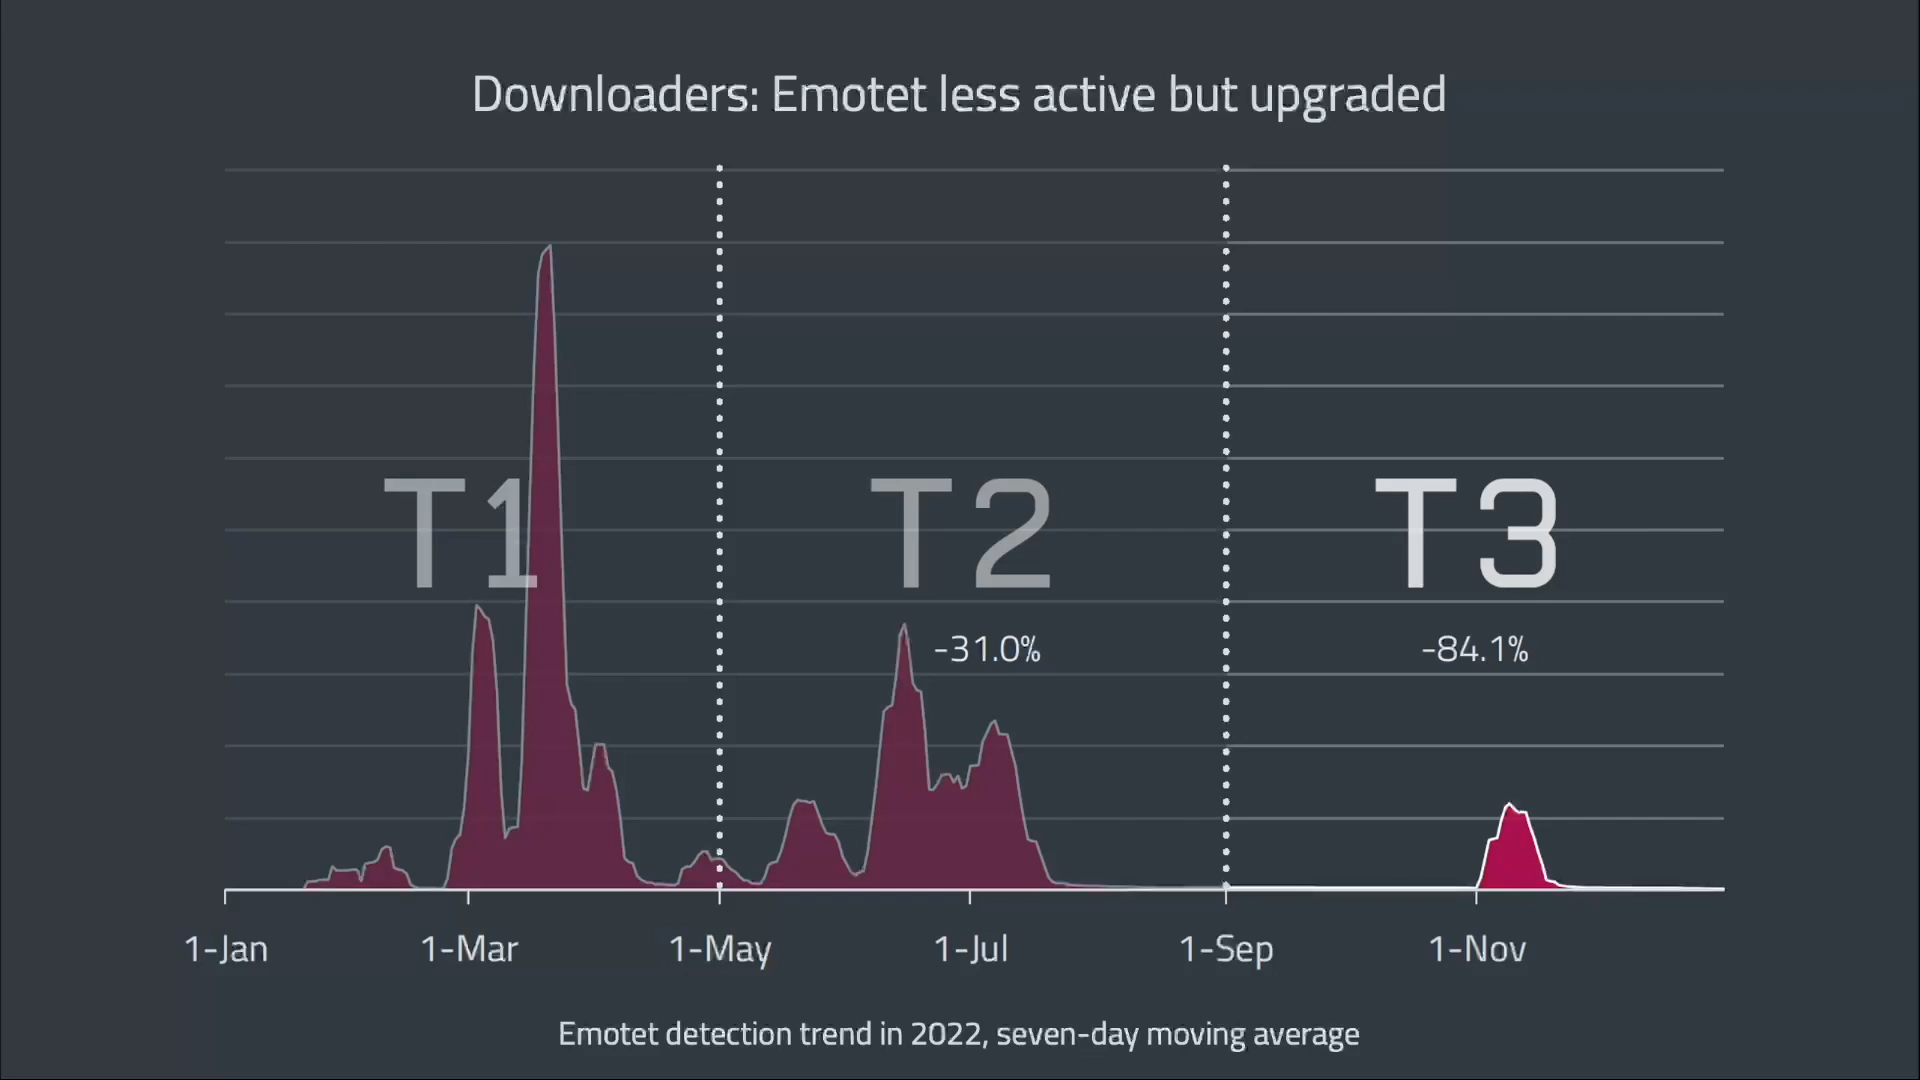 Downloaders: Emotet less active but upgraded
T1
T2
T3
-31.0%
-84.1%
1-Jan
1-Mar
1-May
1-Jul
1-Sep
1-Nov
Emotet detection trend in 2022, seven-day moving average